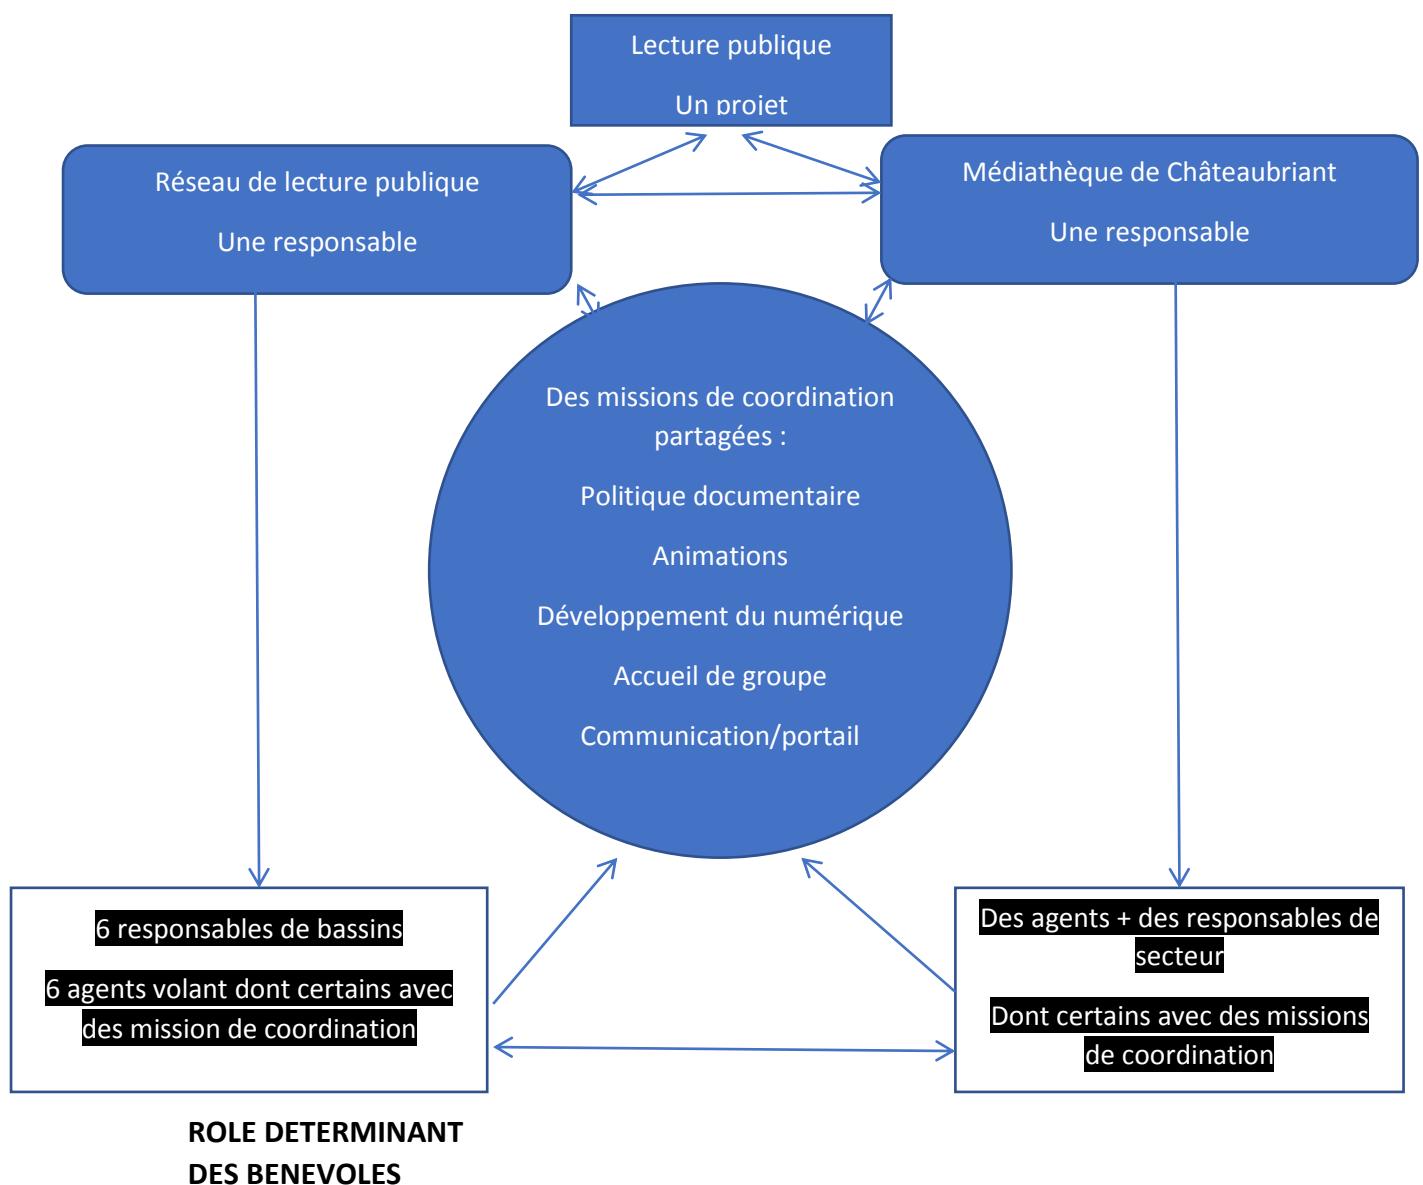 Lecture publique
Un projet
Réseau de lecture publique
Une responsable
Médiathèque de Châteaubriant
Une responsable
Des missions de coordination
partagées :
Politique documentaire
Animations
Développement du numérique
Accueil de groupe
Communication/portail
6 responsables de bassins
6 agents volant dont certains avec
des mission de coordination
Des agents + des responsables de
secteur
Dont certains avec des missions
de coordination
ROLE DETERMINANT
DES BENEVOLES